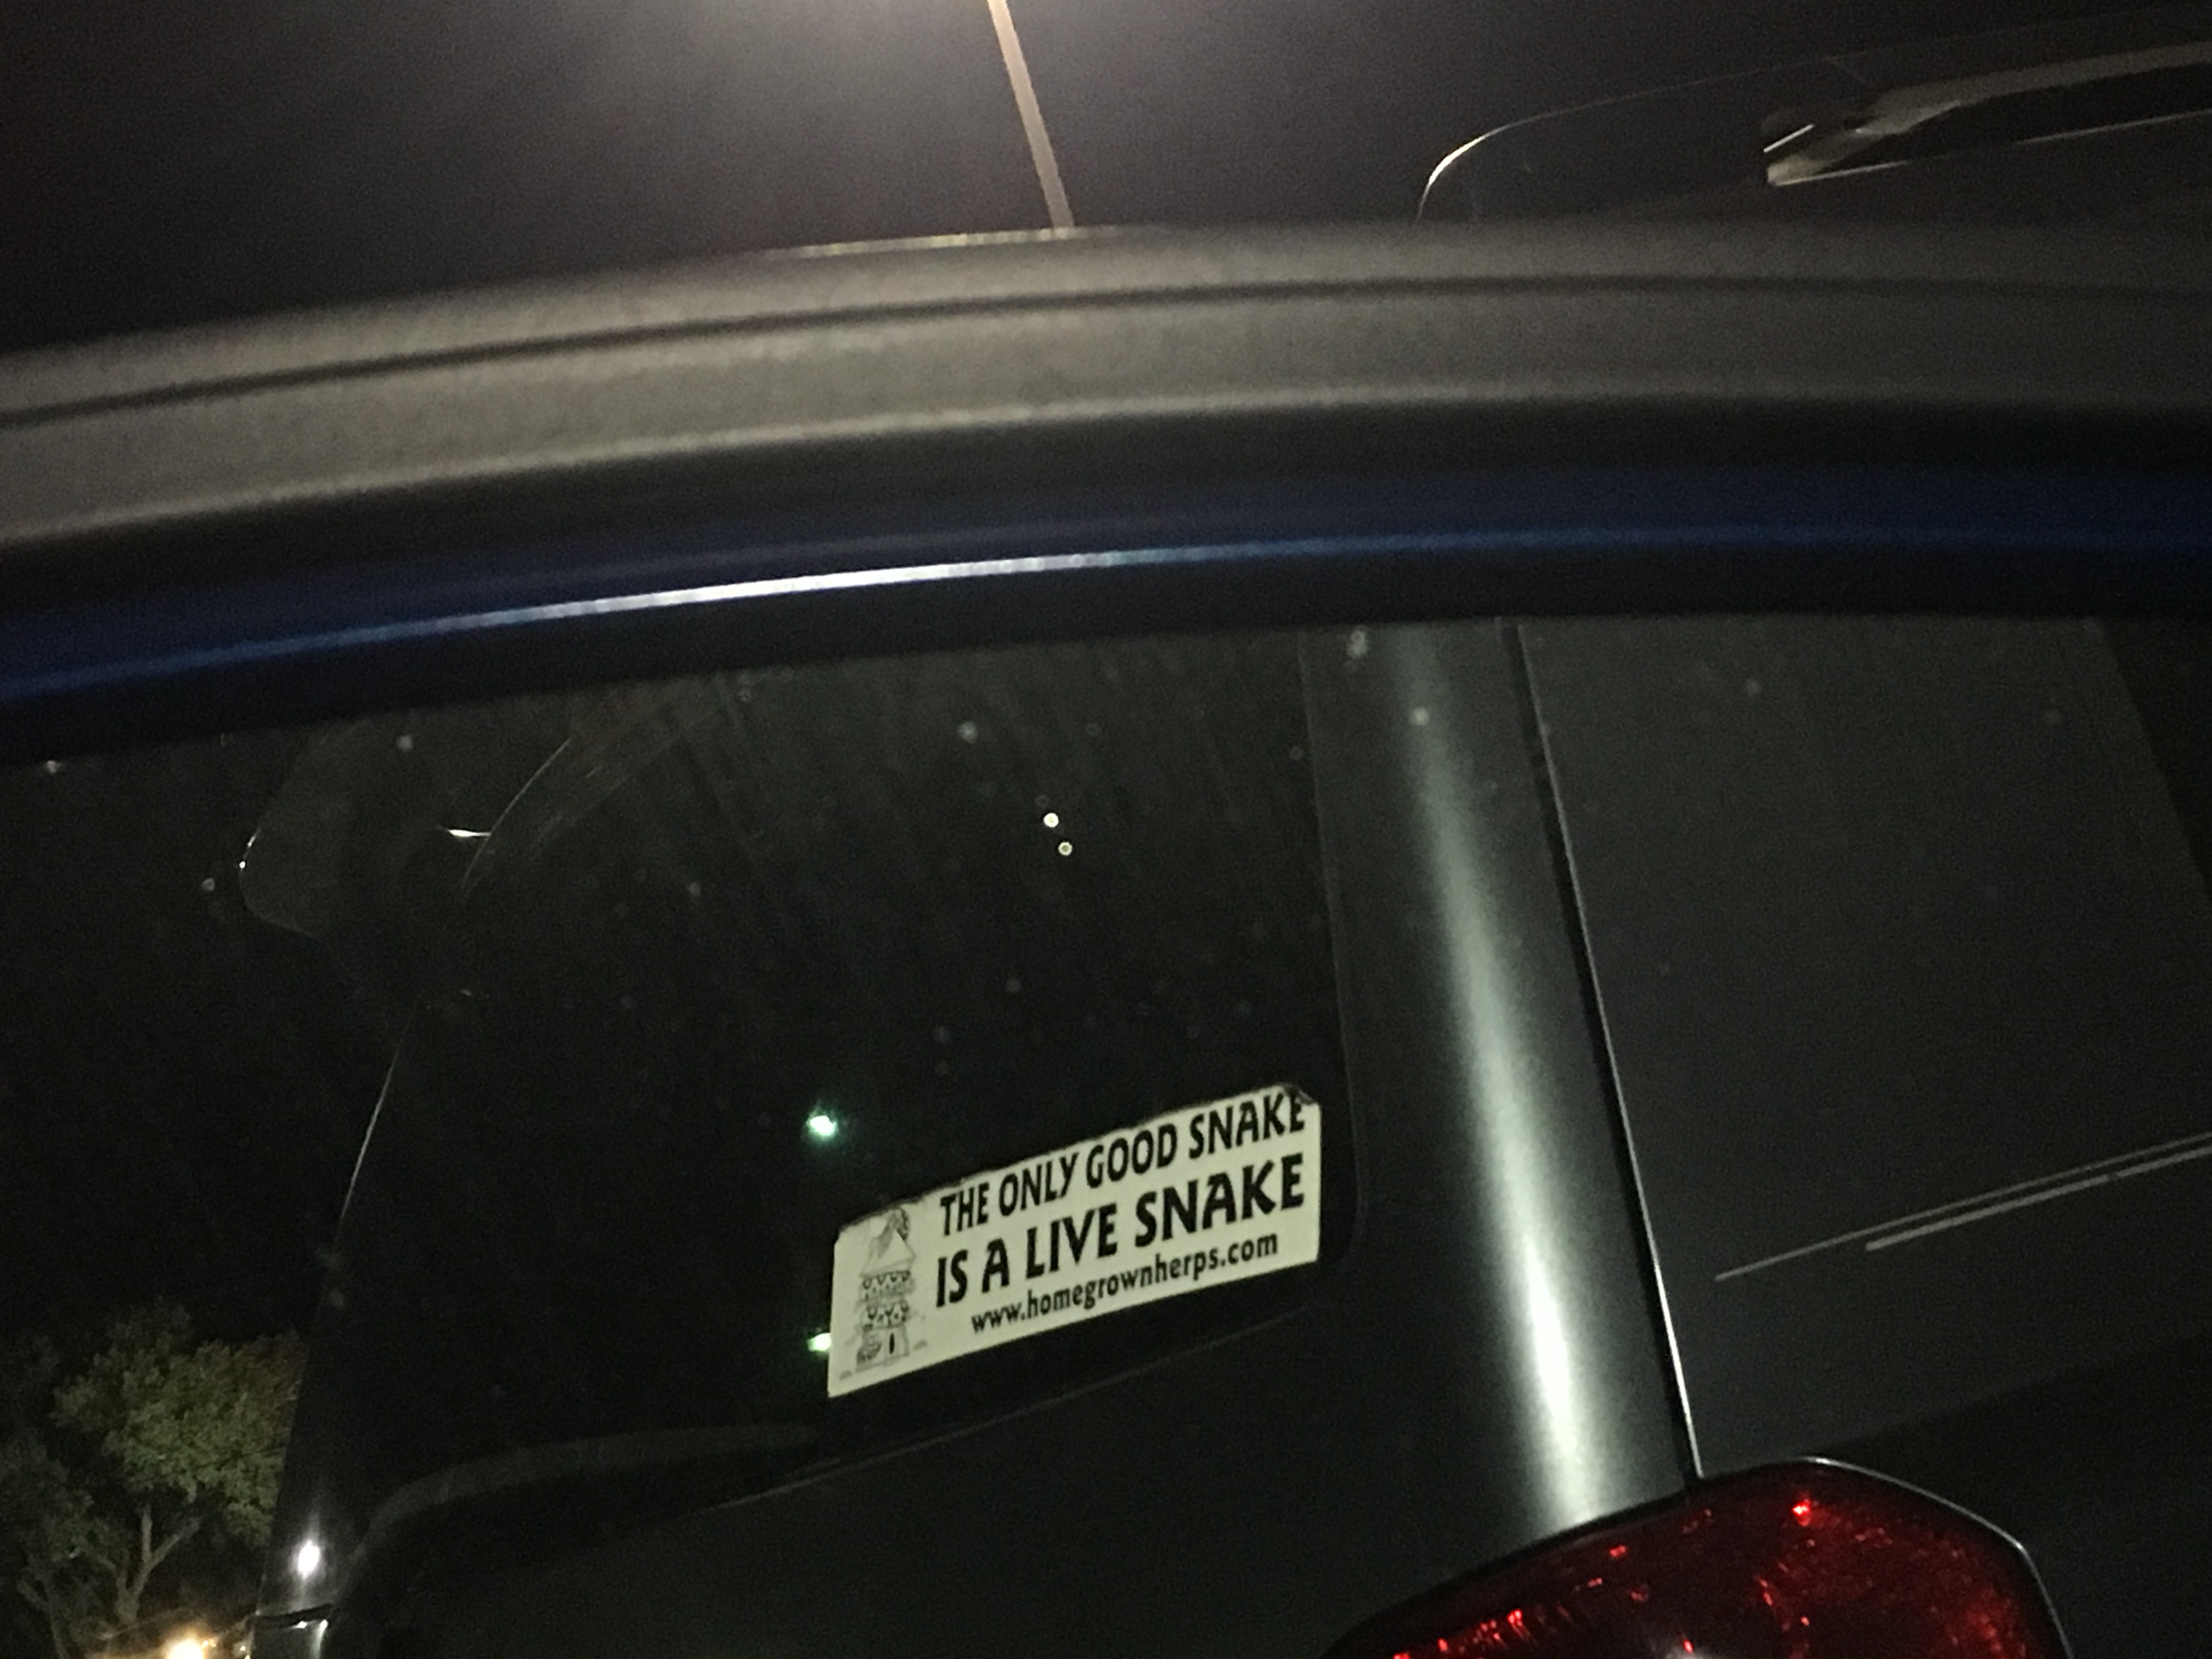 THE ONLY GOOD SNAKE
IS A LIVE SNAKE
www.homegrownherps.com